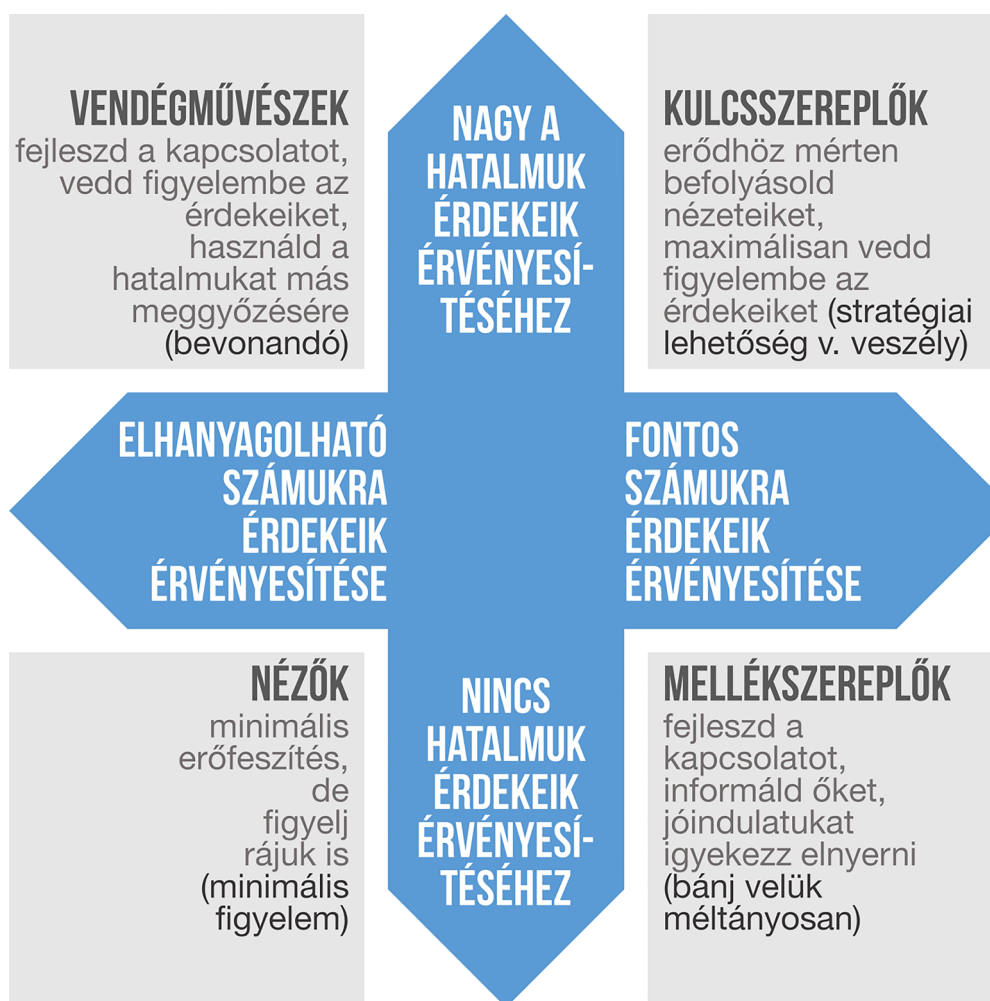 VENDÉGMŰVÉSZEK
fejleszd a kapcsolatot,
vedd figyelembe az
érdekeiket,
használd a
hatalmukat más
meggyőzésére
(bevonandó)
NAGY A
HATALMUK
ÉRDEKEIK
ÉRVÉNYESÍ-
TÉSÉHEZ
KULCSSZEREPLŐK
erődhöz mérten
befolyásold
nézeteiket,
maximálisan vedd
figyelembe az
érdekeiket (stratégiai
lehetőség v. veszély)
ELHANYAGOLHATÓ
SZÁMUKRA
ÉRDEKEIK
ÉRVÉNYESÍTÉSE
FONTOS
SZÁMUKRA
ÉRDEKEIK
ÉRVÉNYESÍTÉSE
NÉZŐK
minimális
erőfeszítés,
de
figyelj
rájuk is
(minimális
figyelem)
NINCS
HATALMUK
ÉRDEKEIK
ÉRVÉNYESÍ-
TÉSÉHEZ
MELLÉKSZEREPLŐK
fejleszd a
kapcsolatot,
informáld őket,
jóindulatukat
igyekezz elnyerni
(bánj velük
méltányosan)